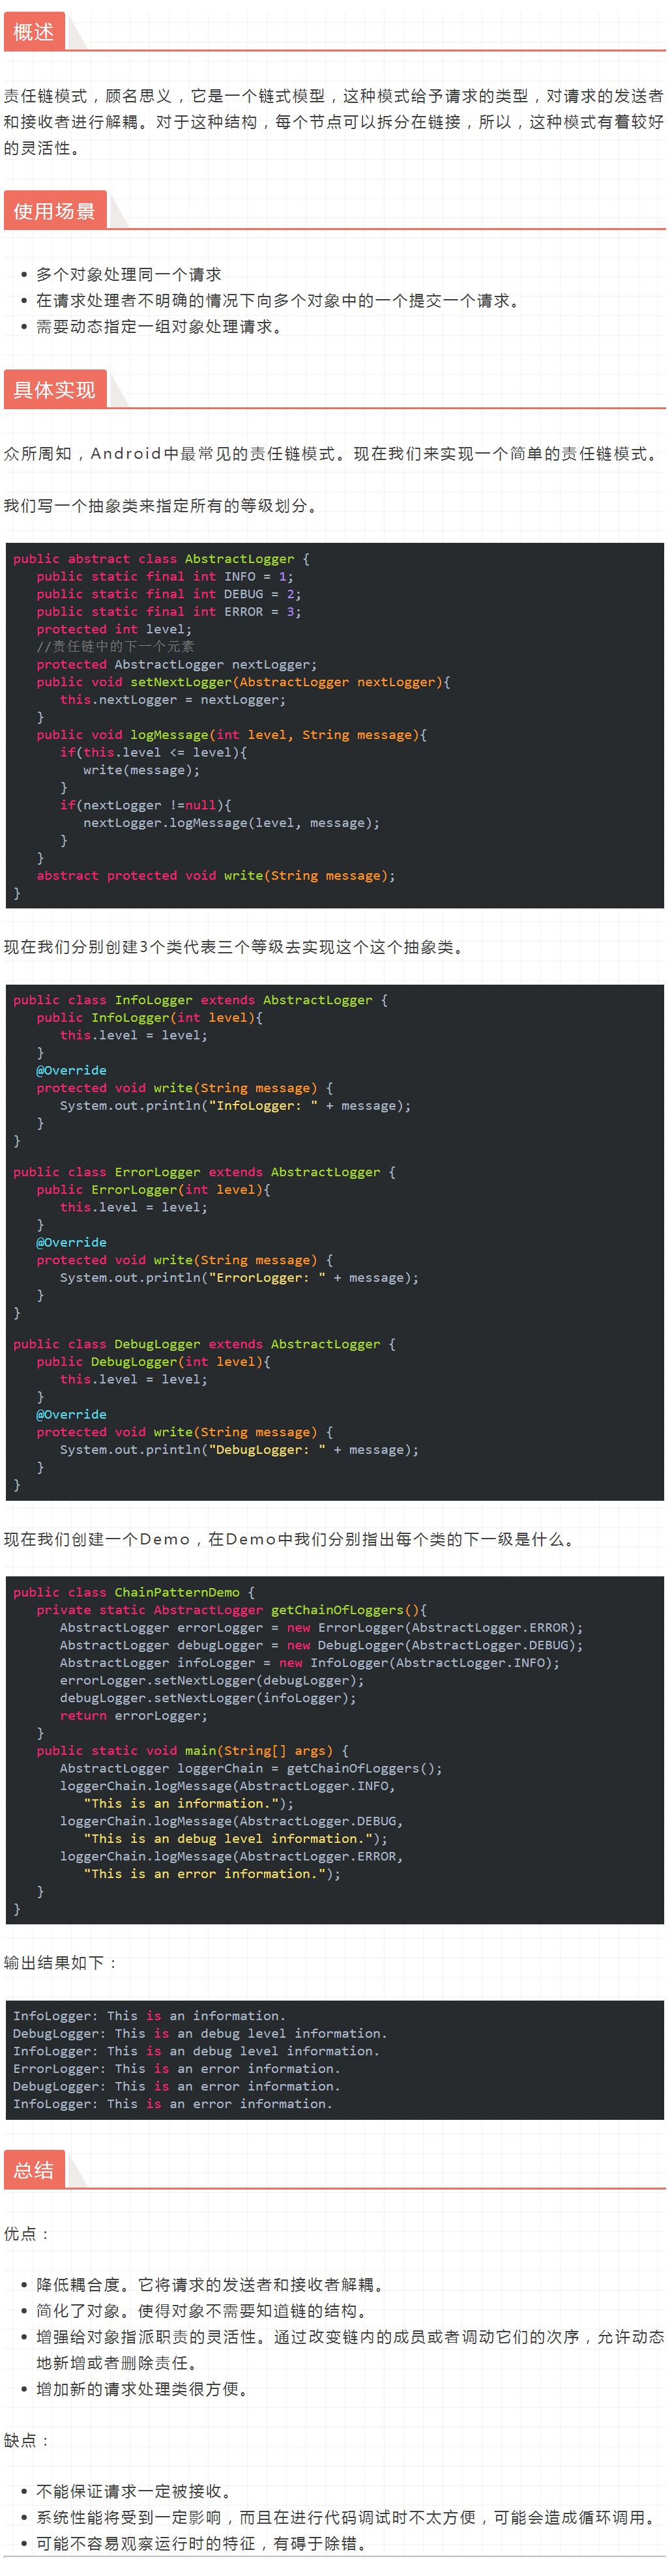 概述
责任链模式，顾名思义，它是一个链式模型，这种模式给予请求的类型，对请求的发送者
和接收者进行解耦。对于这种结构，每个节点可以拆分在链接，所以，这种模式有着较好
的灵活性。
使用场景
• 多个对象处理同一个请求
• 在请求处理者不明确的情况下向多个对象中的一个提交一个请求。
• 需要动态指定一组对象处理请求。
具体实现
众所周知，Android中最常见的责任链模式。现在我们来实现一个简单的责任链模式。
我们写一个抽象类来指定所有的等级划分。
public abstract class AbstractLogger {
   public static final int INFO = 1;
   public static final int DEBUG = 2;
   public static final int ERROR = 3;
   protected int level;
   //责任链中的下一个元素
   protected AbstractLogger nextLogger;
   public void setNextLogger(AbstractLogger nextLogger){
      this.nextLogger = nextLogger;
   }
   public void logMessage(int level, String message){
      if(this.level <= level){
         write(message);
      }
      if(nextLogger !=null){
         nextLogger.logMessage(level, message);
      }
   }
   abstract protected void write(String message);
}
现在我们分别创建3个类代表三个等级去实现这个这个抽象类。
public class InfoLogger extends AbstractLogger {
   public InfoLogger(int level){
      this.level = level;
   }
   @Override
   protected void write(String message) {
      System.out.println("InfoLogger: " + message);
   }
}
public class ErrorLogger extends AbstractLogger {
   public ErrorLogger(int level){
      this.level = level;
   }
   @Override
   protected void write(String message) {
      System.out.println("ErrorLogger: " + message);
   }
}
public class DebugLogger extends AbstractLogger {
   public DebugLogger(int level){
      this.level = level;
   }
   @Override
   protected void write(String message) {
      System.out.println("DebugLogger: " + message);
   }
}
现在我们创建一个Demo，在Demo中我们分别指出每个类的下一级是什么。
public class ChainPatternDemo {
   private static AbstractLogger getChainOfLoggers(){
      AbstractLogger errorLogger = new ErrorLogger(AbstractLogger.ERROR);
      AbstractLogger debugLogger = new DebugLogger(AbstractLogger.DEBUG);
      AbstractLogger infoLogger = new InfoLogger(AbstractLogger.INFO);
      errorLogger.setNextLogger(debugLogger);
      debugLogger.setNextLogger(infoLogger);
      return errorLogger;
   }
   public static void main(String[] args) {
      AbstractLogger loggerChain = getChainOfLoggers();
      loggerChain.logMessage(AbstractLogger.INFO,
         "This is an information.");
      loggerChain.logMessage(AbstractLogger.DEBUG,
         "This is an debug level information.");
      loggerChain.logMessage(AbstractLogger.ERROR,
         "This is an error information.");
   }
}
输出结果如下：
InfoLogger: This is an information.
DebugLogger: This is an debug level information.
InfoLogger: This is an debug level information.
ErrorLogger: This is an error information.
DebugLogger: This is an error information.
InfoLogger: This is an error information.
总结
优点：
• 降低耦合度。它将请求的发送者和接收者解耦。
• 简化了对象。使得对象不需要知道链的结构。
• 增强给对象指派职责的灵活性。通过改变链内的成员或者调动它们的次序，允许动态
地新增或者删除责任。
• 增加新的请求处理类很方便。
缺点：
• 不能保证请求一定被接收。
• 系统性能将受到一定影响，而且在进行代码调试时不太方便，可能会造成循环调用。
• 可能不容易观察运行时的特征，有碍于除错。